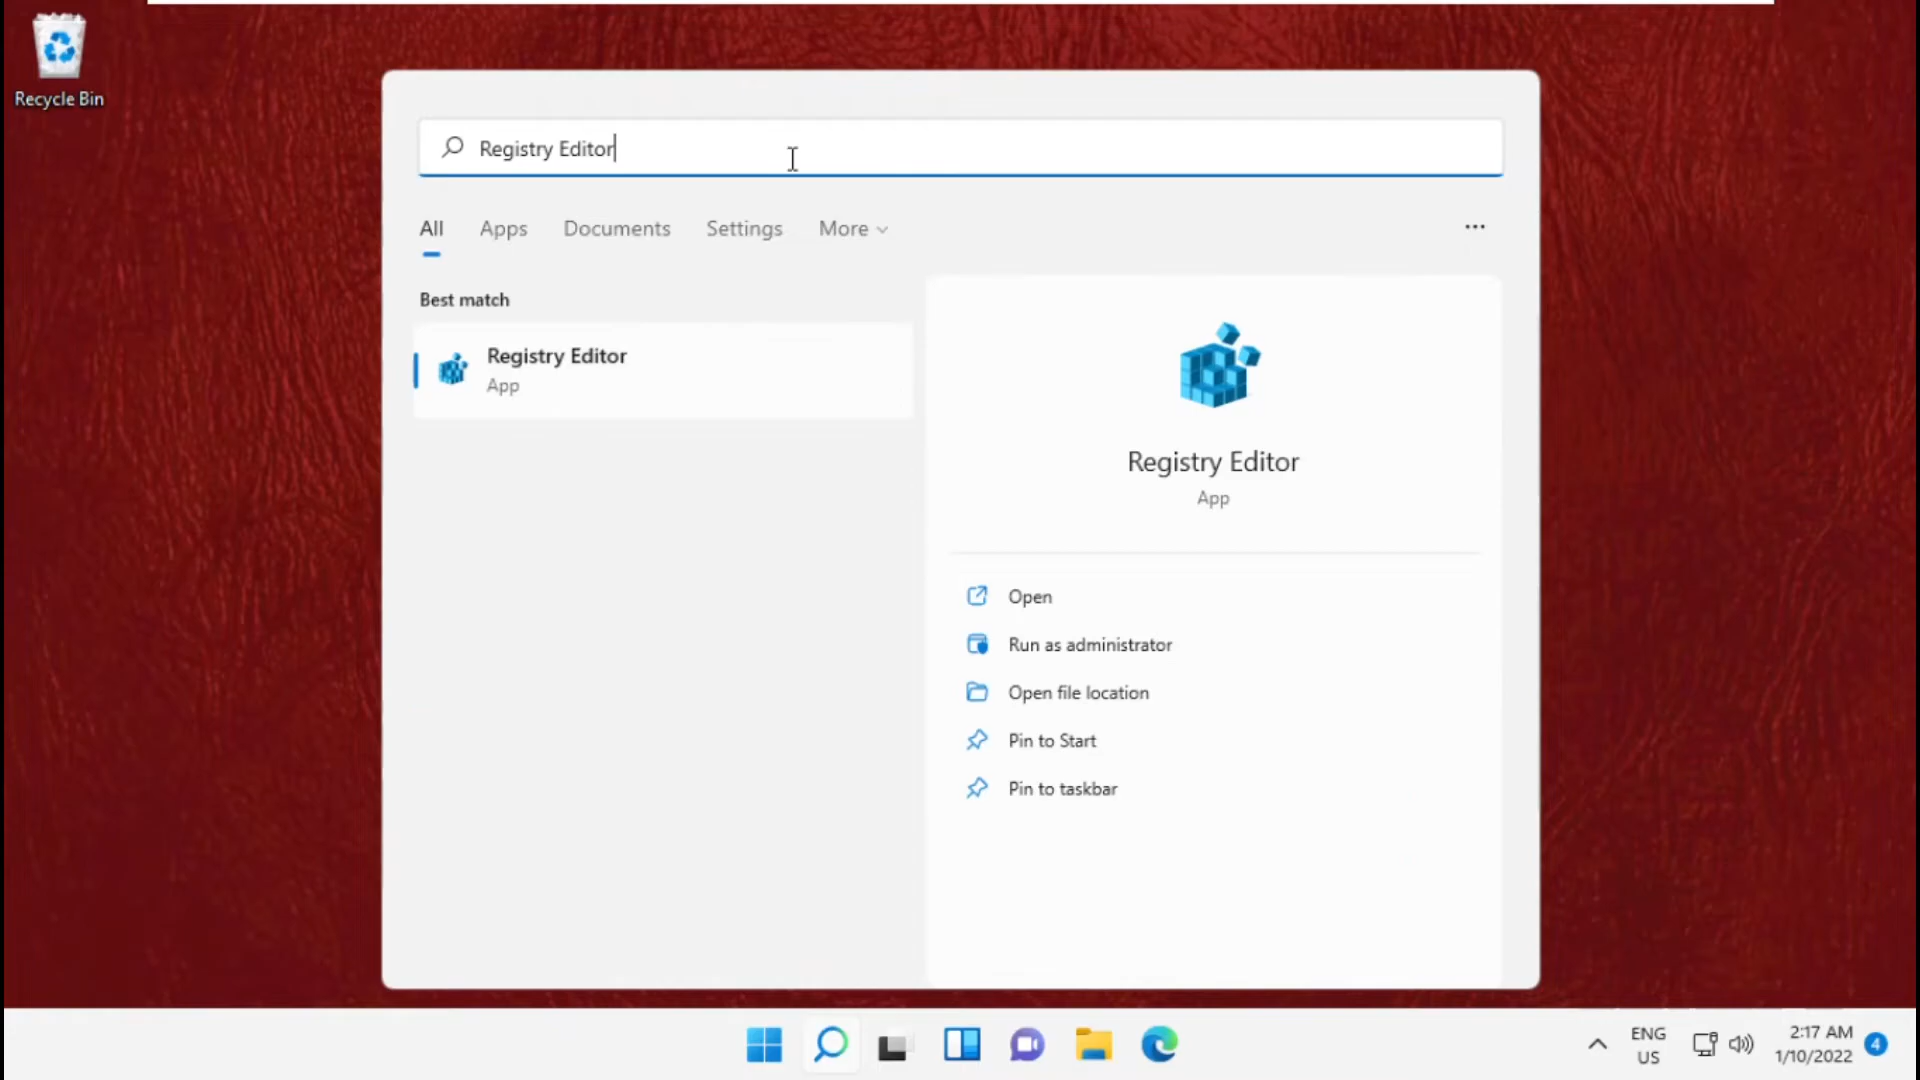 Recycle Bin
Registry Editor
All Apps Documents Settings More
Best match
Registry Editor
App
Registry Editor
App
Open
Run as administrator
Open file location
Pin to Start
Pin to taskbar
ENG
US
2:17 AM
1/10/2022
4